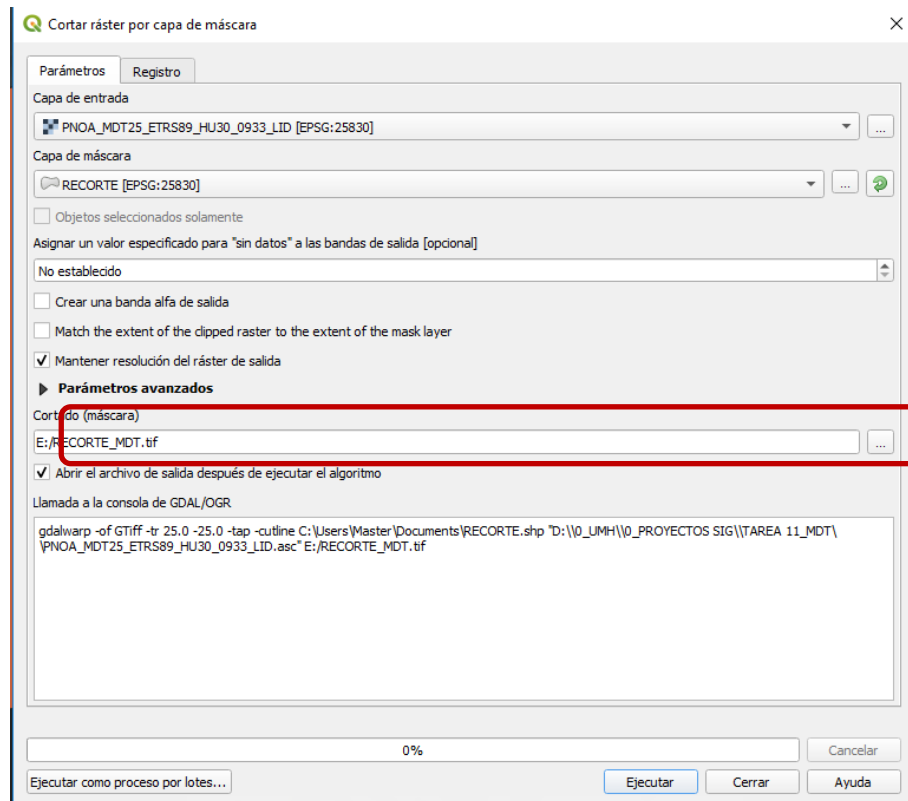 Cortar ráster por capa de máscara
Parámetros Registro
Capa de entrada
PNOA_MDT25_ETRS89_HU30_0933_LID [EPSG:25830]
...
Capa de máscara
RECORTE [EPSG:25830]
...
Objetos seleccionados solamente
Asignar un valor especificado para "sin datos" a las bandas de salida [opcional]
No establecido
Crear una banda alfa de salida
Match the extent of the clipped raster to the extent of the mask layer
Mantener resolución del ráster de salida
Parámetros avanzados
Cortado (máscara)
E:/RECORTE_MDT.tif
...
Abrir el archivo de salida después de ejecutar el algoritmo
Llamada a la consola de GDAL/OGR
gdalwarp -of GTiff -tr 25.0 -25.0 -tap -cutline C:\Users\Master\Documents\RECORTE.shp "D:\\0_UMH\\0_PROYECTOS SIG\\TAREA 11_MDT\
\PNOA_MDT25_ETRS89_HU30_0933_LID.asc" E:/RECORTE_MDT.tif
0%
Cancelar
Ejecutar como proceso por lotes...
Ejecutar
Cerrar
Ayuda